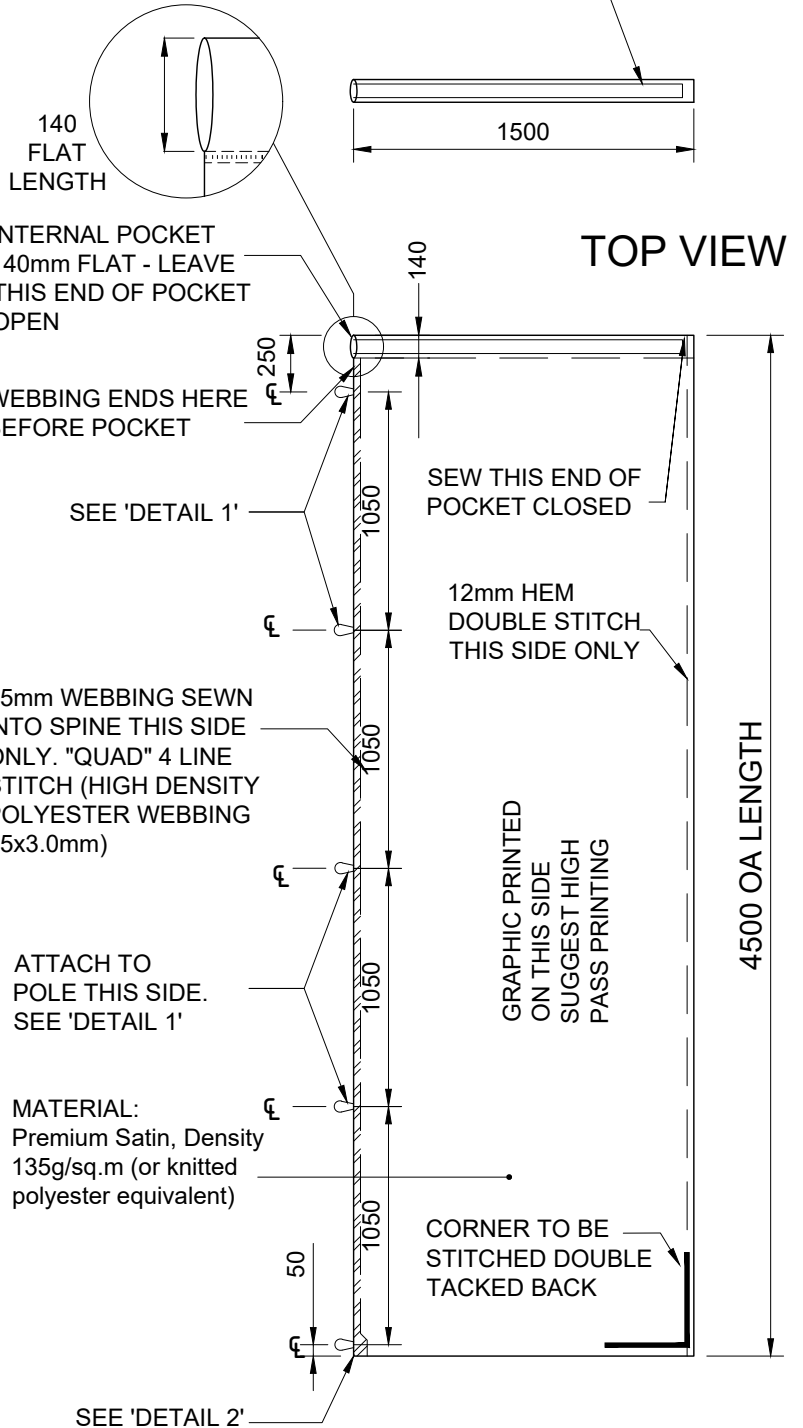 140
FLAT
LENGTH
1500
TOP VIEW
NTERNAL POCKET
40mm FLAT - LEAVE
THIS END OF POCKET
OPEN
140
250
℄
WEBBING ENDS HERE
BEFORE POCKET
SEW THIS END OF
POCKET CLOSED
SEE 'DETAIL 1'
1050
12mm HEM
DOUBLE STITCH
THIS SIDE ONLY
℄
5mm WEBBING SEWN
NTO SPINE THIS SIDE
ONLY. "QUAD" 4 LINE
STITCH (HIGH DENSITY
POLYESTER WEBBING
5x3.0mm)
1050
4500 OA LENGTH
GRAPHIC PRINTED
ON THIS SIDE
SUGGEST HIGH
PASS PRINTING
℄
ATTACH TO
POLE THIS SIDE.
SEE 'DETAIL 1'
1050
℄
MATERIAL:
Premium Satin, Density
135g/sq.m (or knitted
polyester equivalent)
1050
CORNER TO BE
STITCHED DOUBLE
TACKED BACK
50
℄
SEE 'DETAIL 2'